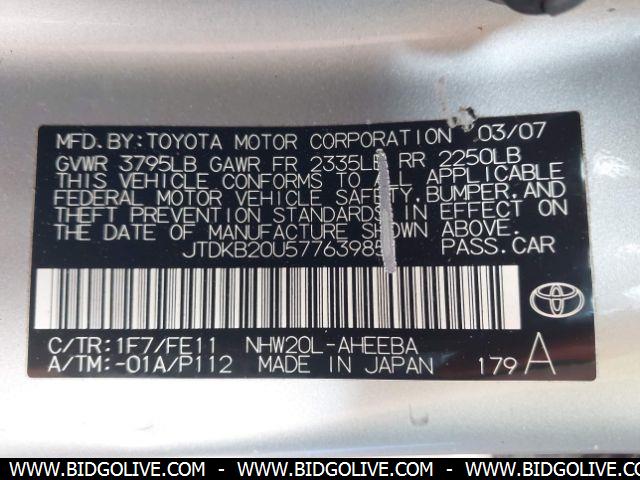 MFD. BY: TOYOTA MOTOR CORPORATION 03/07
GVWR 3795LB GAWR FR 2335LB RR 2250LB
THIS VEHICLE CONFORMS TO ALL APPLICABLE
FEDERAL MOTOR VEHICLE SAFETY, BUMPER, AND
THEFT PREVENTION STANDARDS IN EFFECT ON
THE DATE OF MANUFACTURE SHOWN ABOVE.
JTDKB20U57763985 PASS. CAR
C/TR: 1F7/FE11 NHW20L-AHEEBA
A/TM: -01A/P112 MADE IN JAPAN 179 A
WWW.BIDGOLIVE.COM - WWW.BIDGOLIVE.COM - WWW.BIDGOLIVE.COM